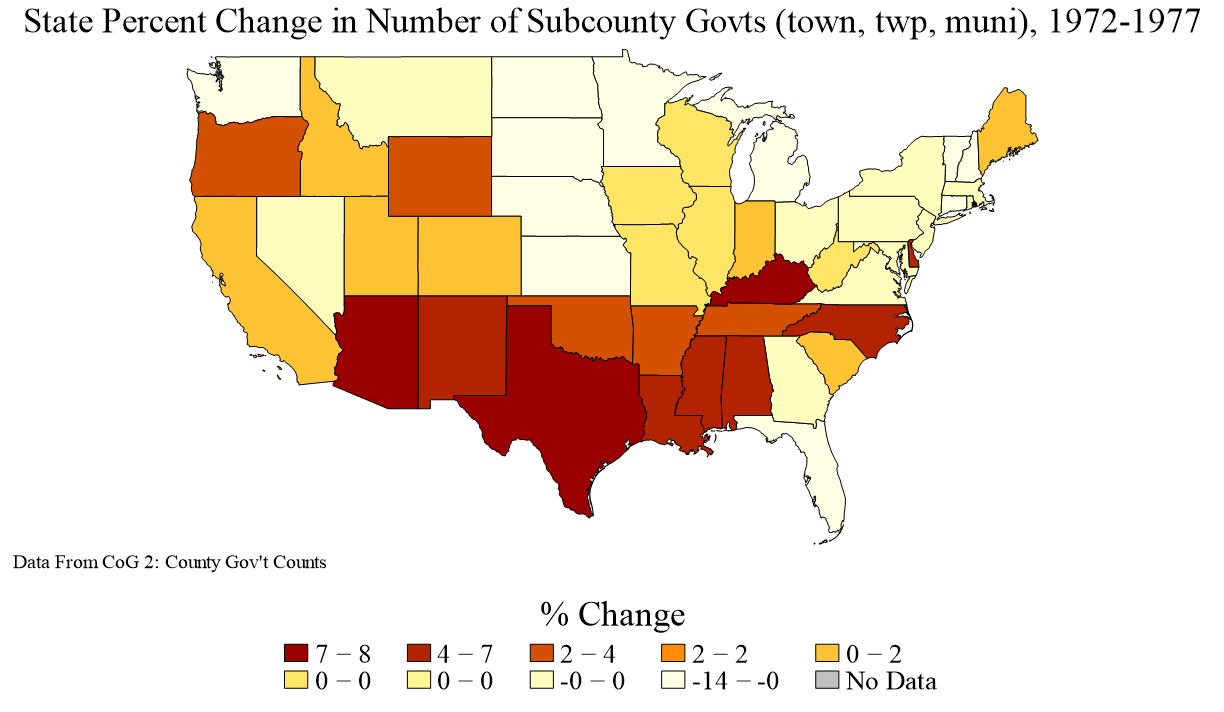 State Percent Change in Number of Subcounty Govts (town, twp, muni), 1972-1977
Data From CoG 2: County Gov't Counts
% Change
7 − 8 4 − 7 2 − 4 2 − 2 0 − 2
0 − 0 0 − 0 -0 − 0 -14 − -0 No Data